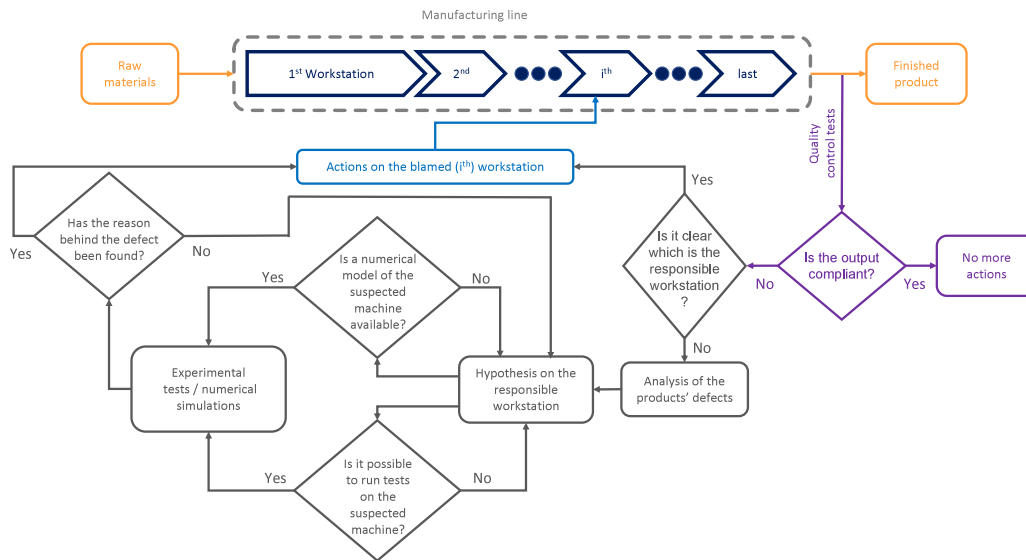 Manufacturing line
Raw
materials
1st Workstation
2nd
ith
last
Finished
product
Quality
control tests
Actions on the blamed (ith) workstation
Yes
Has the reason
behind the defect
been found?
Yes
No
Is it clear
which is the
responsible
workstation
?
Is the output
compliant?
No more
actions
No
Yes
Is a numerical
model of the
suspected
machine
available?
Yes
No
No
Experimental
tests / numerical
simulations
Hypothesis on the
responsible
workstation
Analysis of the
products' defects
Is it possible
to run tests
on the
suspected
machine?
Yes
No